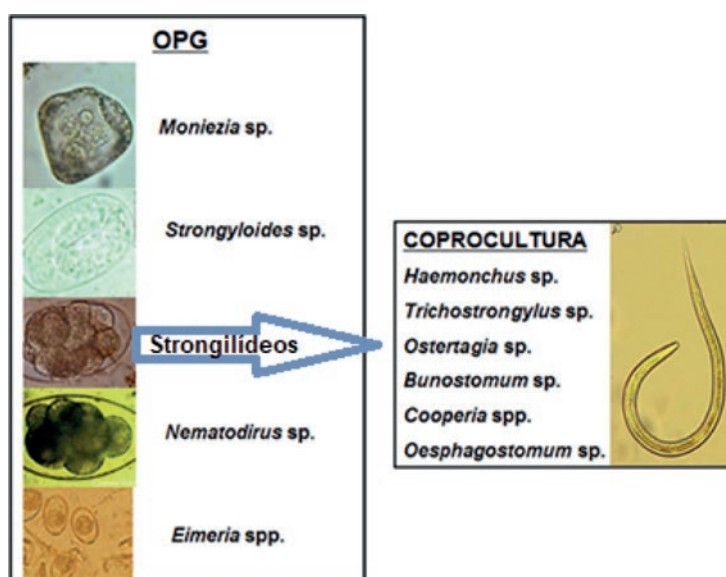 OPG
Moniezia sp.
Strongyloides sp.
Strongilídeos
Nematodirus sp.
Eimeria spp.
COPROCULTURA
Haemonchus sp.
Trichostrongylus sp.
Ostertagia sp.
Bunostomum sp.
Cooperia spp.
Oesphagostomum sp.